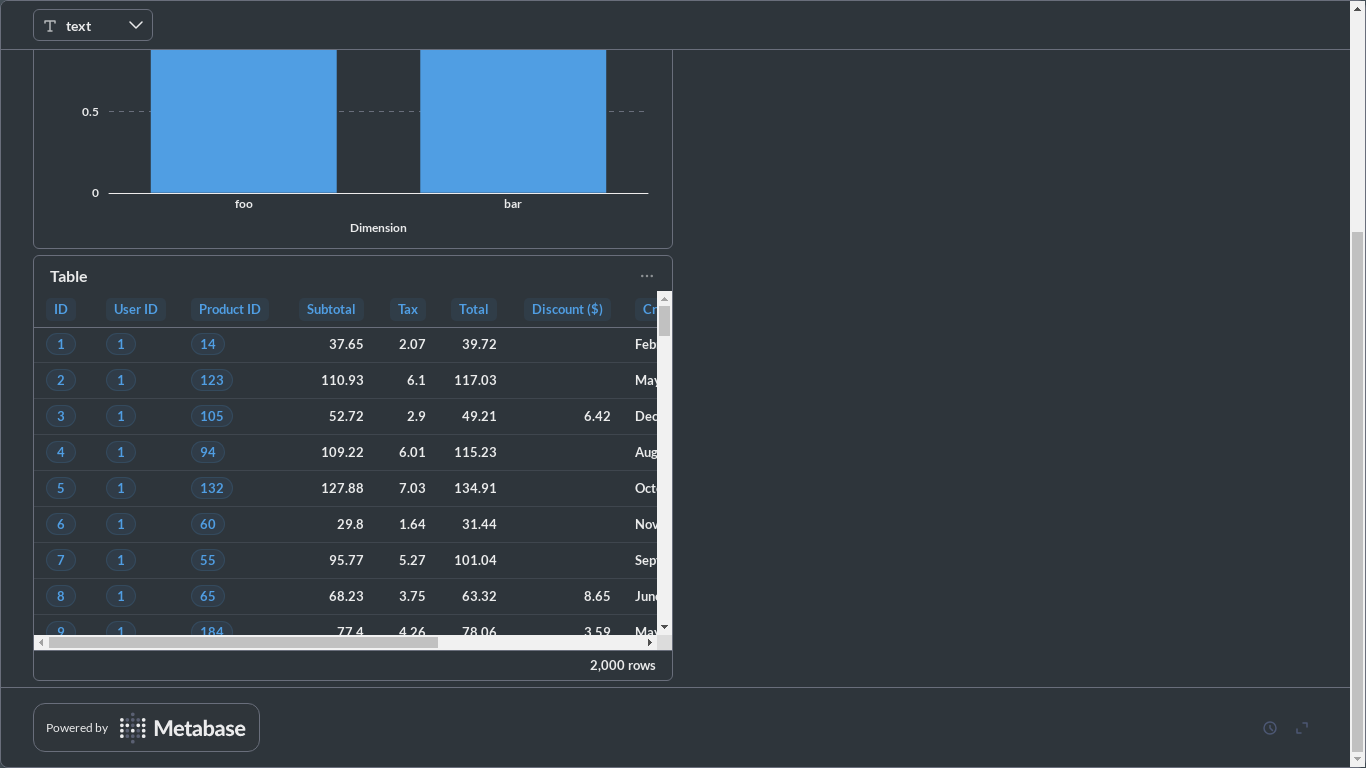 text
0.5
0
foo bar
Dimension
Table
ID User ID Product ID Subtotal Tax Total Discount ($) Cr
1 1 14 37.65 2.07 39.72 Feb
2 1 123 110.93 6.1 117.03 May
3 1 105 52.72 2.9 49.21 6.42 Dec
4 1 94 109.22 6.01 115.23 Aug
5 1 132 127.88 7.03 134.91 Octo
6 1 60 29.8 1.64 31.44 Nov
7 1 55 95.77 5.27 101.04 Sept
8 1 65 68.23 3.75 63.32 8.65 June
9 1 184 77.4 4.26 78.06 3.59 May
2,000 rows
Powered by Metabase